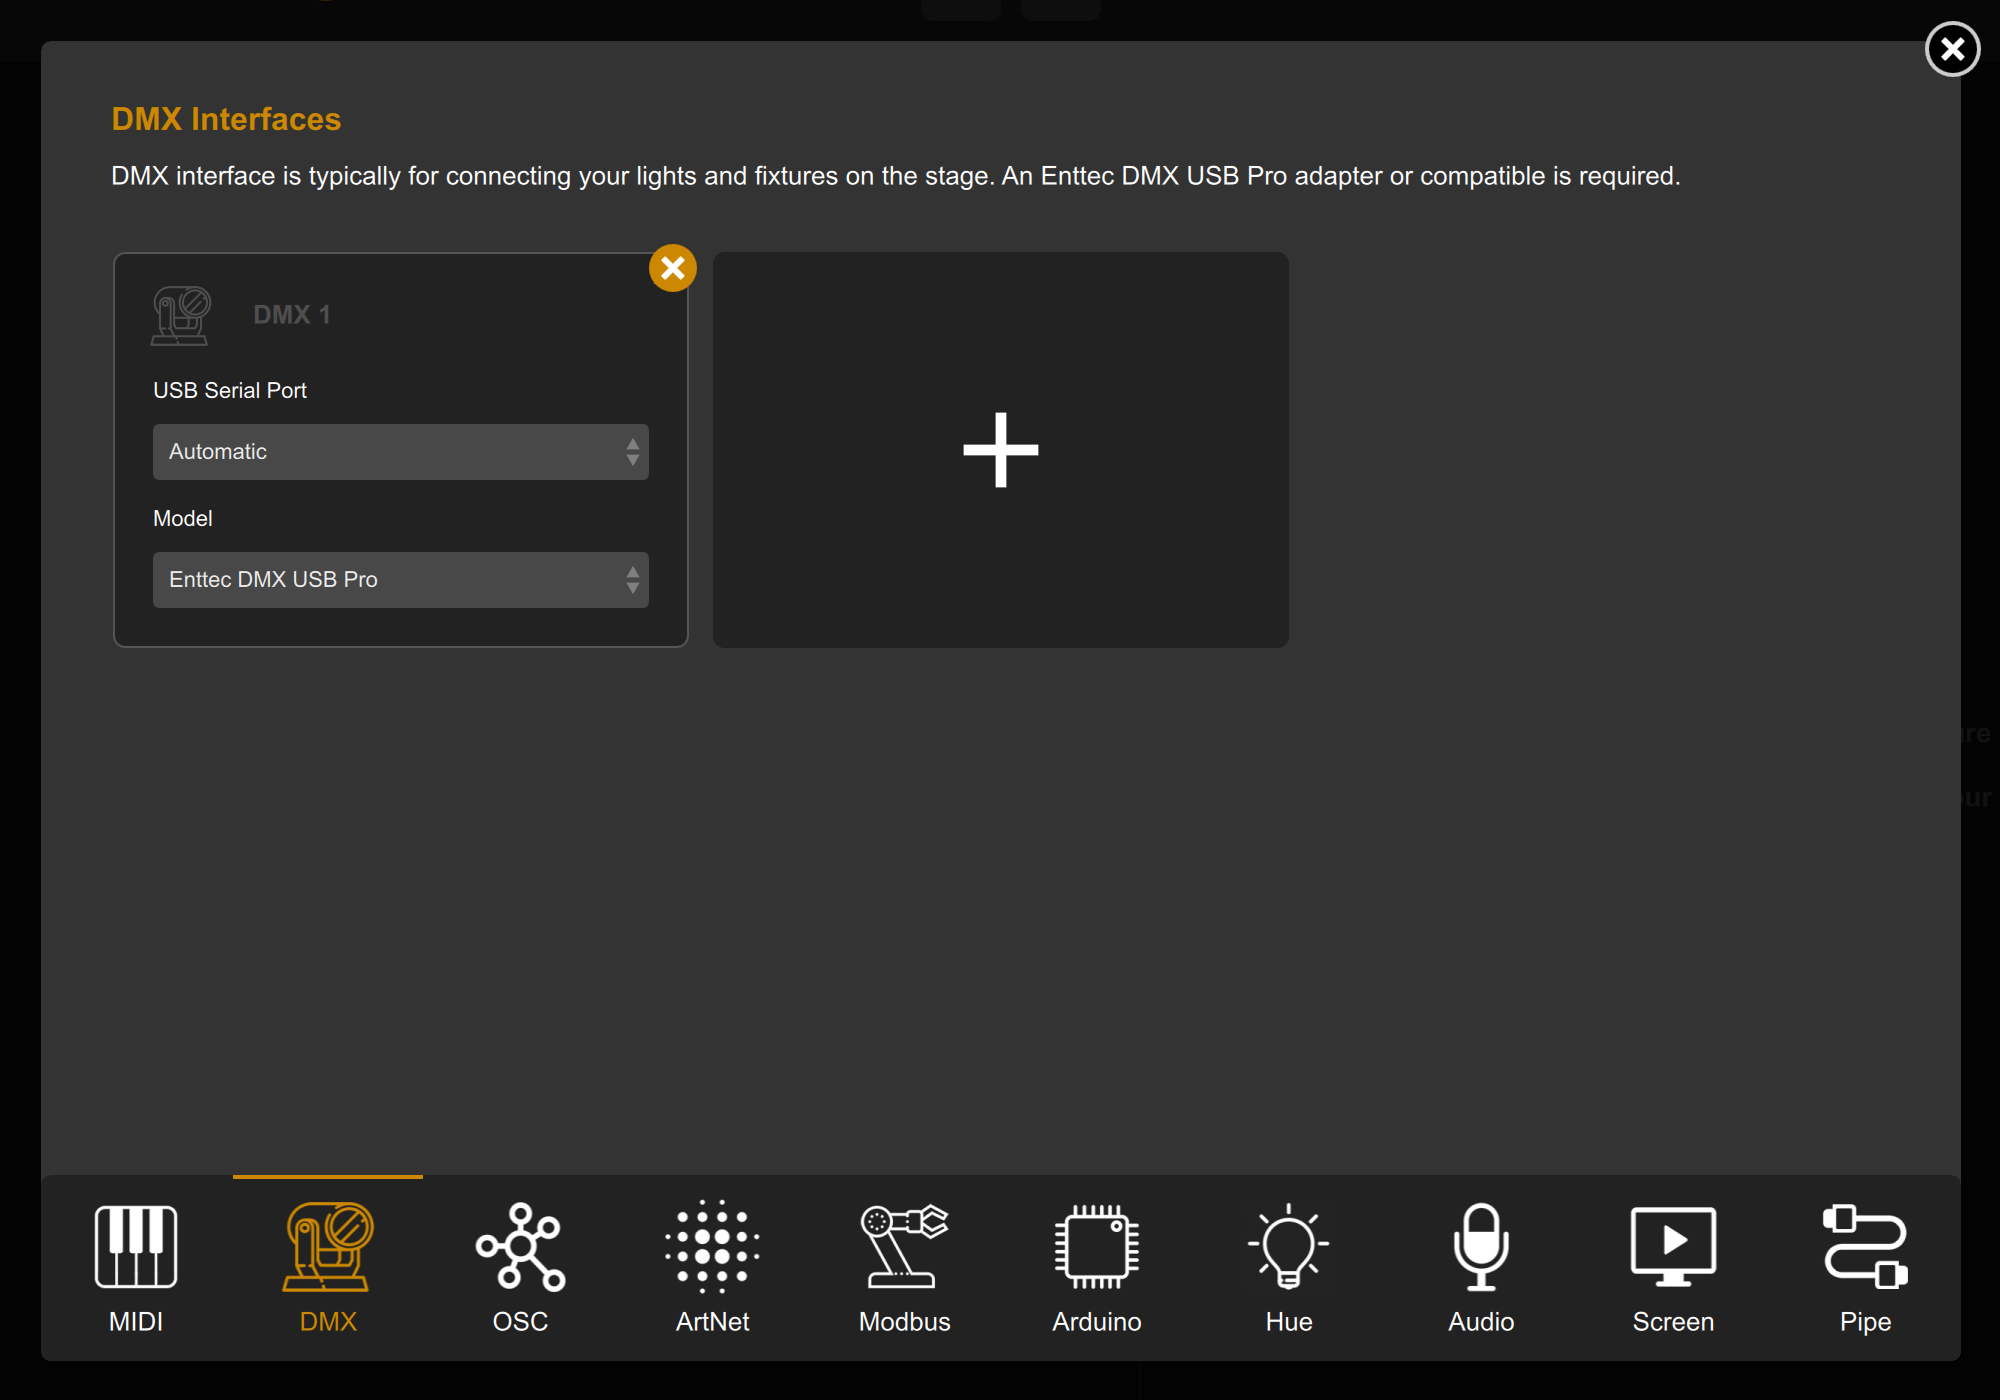 DMX Interfaces
DMX interface is typically for connecting your lights and fixtures on the stage. An Enttec DMX USB Pro adapter or compatible is required.
DMX 1
USB Serial Port
Automatic
Model
Enttec DMX USB Pro
MIDI
DMX
OSC
ArtNet
Modbus
Arduino
Hue
Audio
Screen
Pipe